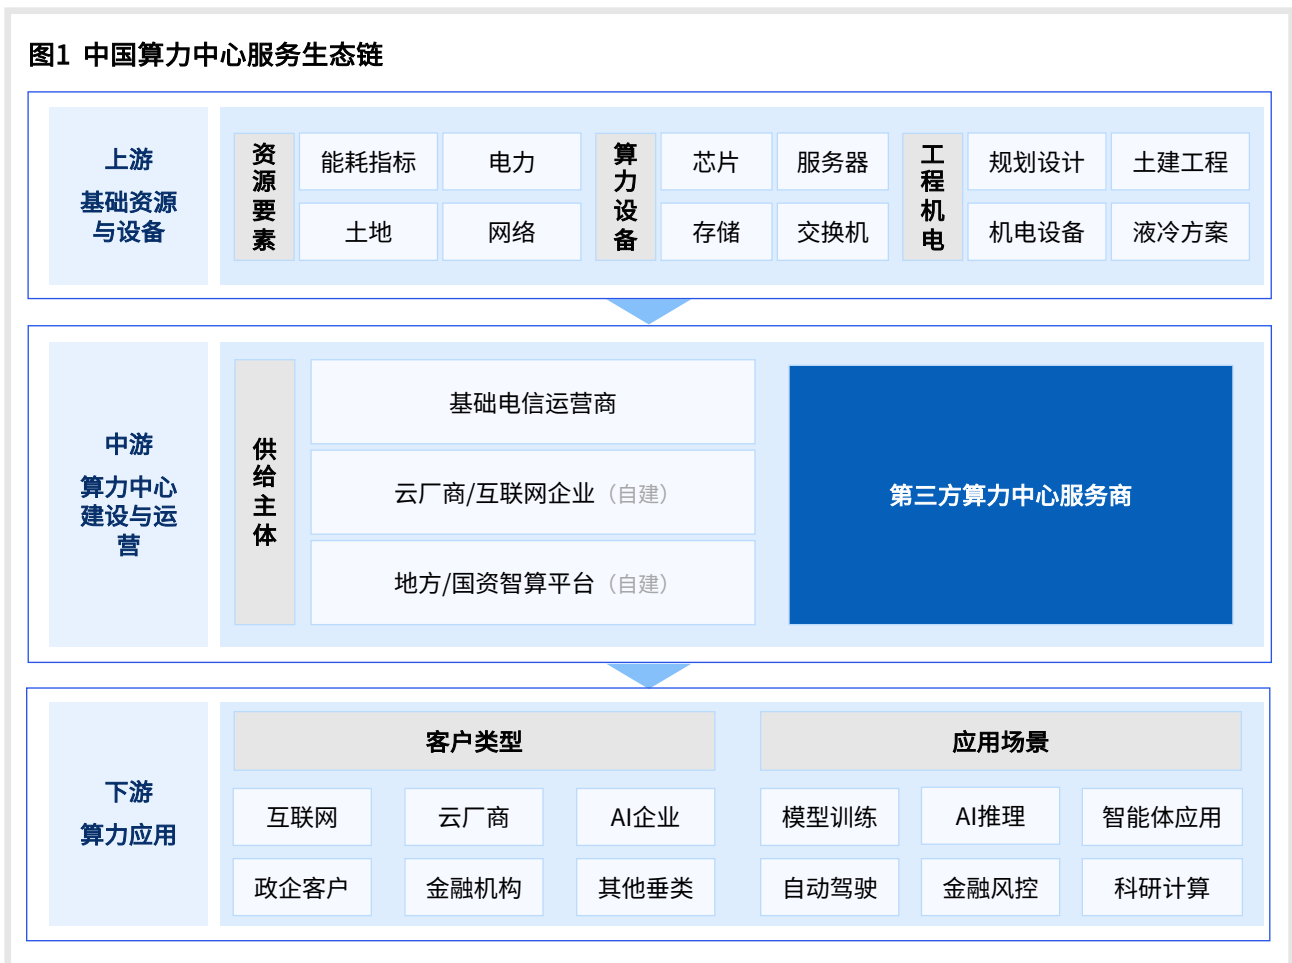 图1 中国算力中心服务生态链
上游
基础资源
与设备
资
源
要
素
能耗指标
电力
土地
网络
算
力
设
备
芯片
服务器
存储
交换机
工
程
机
电
规划设计
土建工程
机电设备
液冷方案
中游
算力中心
建设与运
营
供
给
主
体
基础电信运营商
云厂商/互联网企业（自建）
地方/国资智算平台（自建）
第三方算力中心服务商
下游
算力应用
客户类型
互联网
云厂商
AI企业
政企客户
金融机构
其他垂类
应用场景
模型训练
AI推理
智能体应用
自动驾驶
金融风控
科研计算